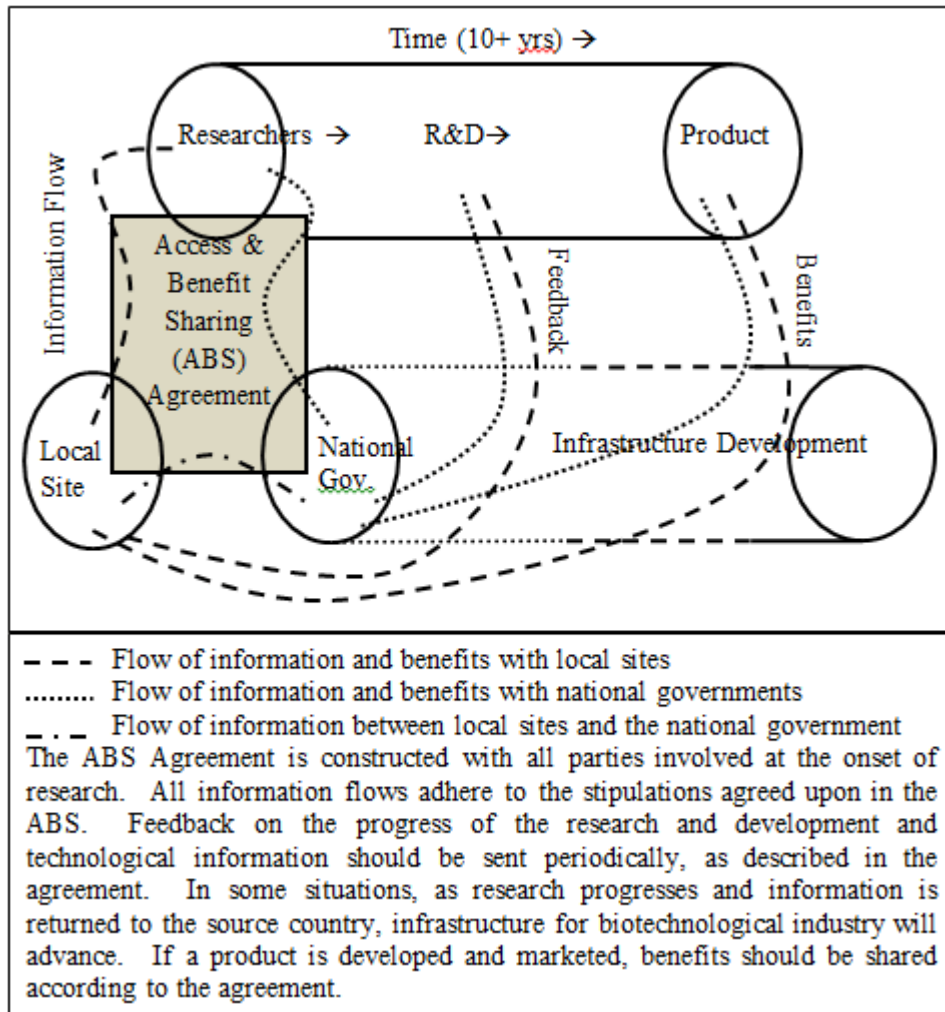 Time (10+ yrs) →
Researchers →
R&D→
Product
Information Flow
Access &
Benefit
Sharing
(ABS)
Agreement
Feedback
Benefits
Local
Site
National
Gov.
Infrastructure Development
Flow of information and benefits with local sites
Flow of information and benefits with national governments
Flow of information between local sites and the national government
The ABS Agreement is constructed with all parties involved at the onset of
research. All information flows adhere to the stipulations agreed upon in the
ABS. Feedback on the progress of the research and development and
technological information should be sent periodically, as described in the
agreement. In some situations, as research progresses and information is
returned to the source country, infrastructure for biotechnological industry will
advance. If a product is developed and marketed, benefits should be shared
according to the agreement.